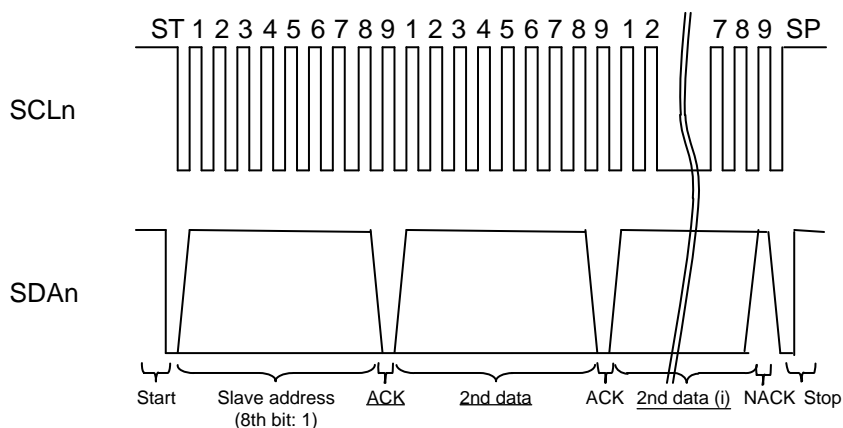 ST 1 2 3 4 5 6 7 8 9 1 2 3 4 5 6 7 8 9 1 2 7 8 9 SP
SCLn
SDAn
Start Slave address ACK 2nd data ACK 2nd data (i) NACK Stop
(8th bit: 1)